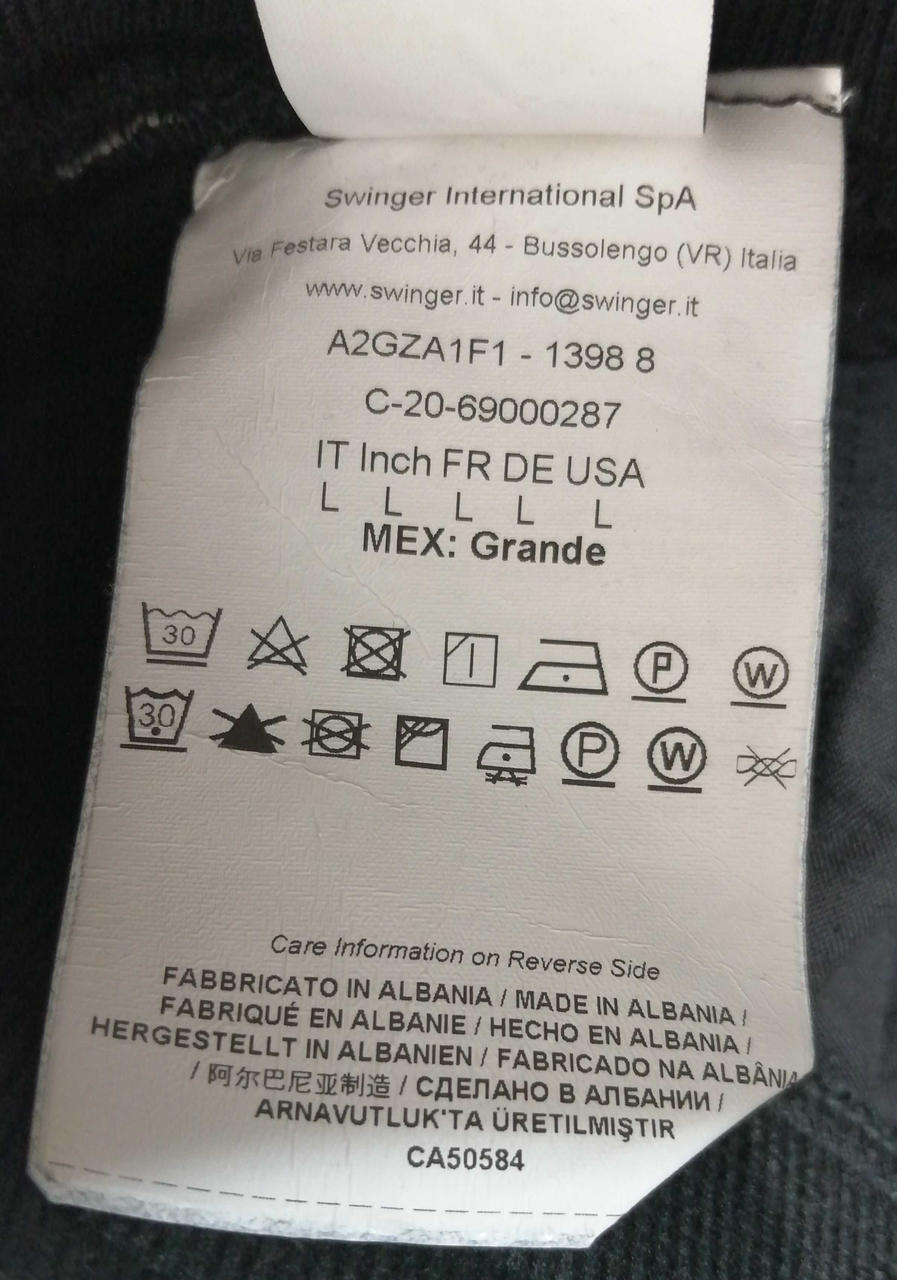 Swinger International SpA
Via Festara Vecchia, 44 - Bussolengo (VR) Italia
www.swinger.it - info@swinger.it
A2GZA1F1 - 1398 8
C-20-69000287
IT Inch FR DE USA
L L L L L
MEX: Grande
30 P W
30 P W
Care Information on Reverse Side
FABBRICATO IN ALBANIA / MADE IN ALBANIA /
FABRIQUÉ EN ALBANIE / HECHO EN ALBANIA /
HERGESTELLT IN ALBANIEN / FABRICADO NA ALBÂNIA
/ 阿尔巴尼亚制造 / СДЕЛАНО В АЛБАНИИ /
ARNAVUTLUK'TA ÜRETILMIŞTIR
CA50584